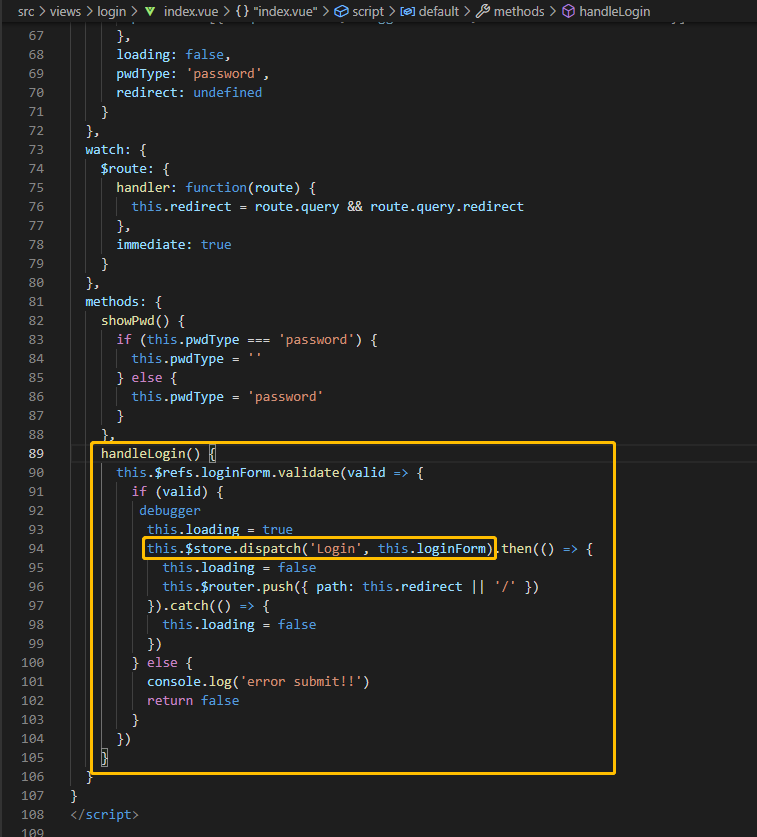 src > views > login > index.vue > {} "index.vue" > script > default > methods > handleLogin
67 },
68 loading: false,
69 pwdType: 'password',
70 redirect: undefined
71 }
72 },
73 watch: {
74 $route: {
75 handler: function(route) {
76 this.redirect = route.query && route.query.redirect
77 },
78 immediate: true
79 }
80 },
81 methods: {
82 showPwd() {
83 if (this.pwdType === 'password') {
84 this.pwdType = ''
85 } else {
86 this.pwdType = 'password'
87 }
88 },
89 handleLogin() {
90 this.$refs.loginForm.validate(valid => {
91 if (valid) {
92 debugger
93 this.loading = true
94 this.$store.dispatch('Login', this.loginForm).then(() => {
95 this.loading = false
96 this.$router.push({ path: this.redirect || '/' })
97 }).catch(() => {
98 this.loading = false
99 })
100 } else {
101 console.log('error submit!!')
102 return false
103 }
104 })
105 }
106 }
107 }
108 </script>
109